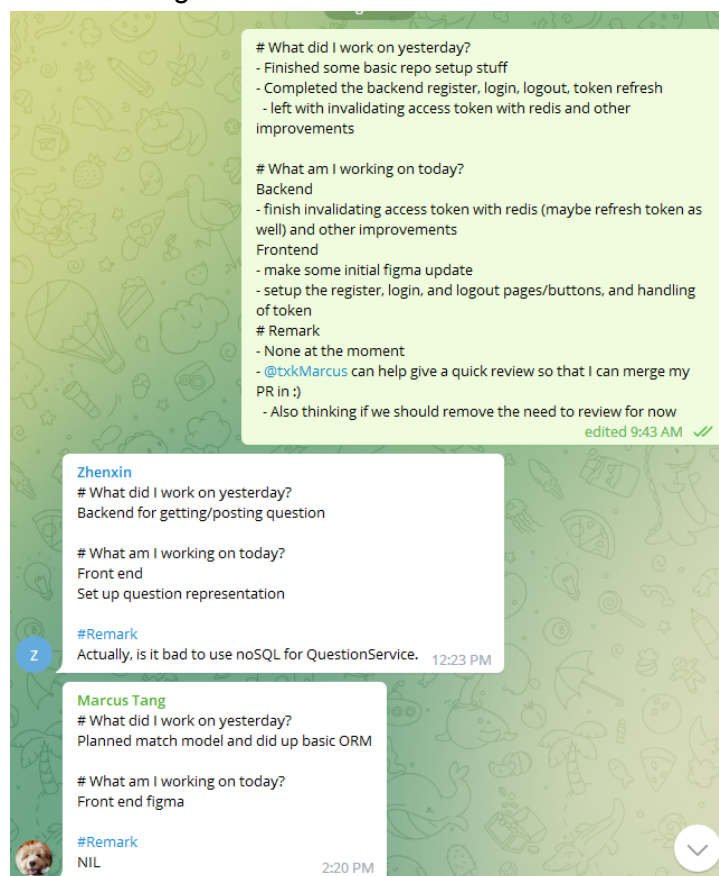 # What did I work on yesterday?
- Finished some basic repo setup stuff
- Completed the backend register, login, logout, token refresh
- left with invalidating access token with redis and other
improvements
# What am I working on today?
Backend
- finish invalidating access token with redis (maybe refresh token as
well) and other improvements
Frontend
- make some initial figma update
- setup the register, login, and logout pages/buttons, and handling
of token
# Remark
- None at the moment
- @txkMarcus can help give a quick review so that I can merge my
PR in :)
- Also thinking if we should remove the need to review for now
edited 9:43 AM
Zhenxin
# What did I work on yesterday?
Backend for getting/posting question
# What am I working on today?
Front end
Set up question representation
#Remark
Actually, is it bad to use noSQL for QuestionService. 12:23 PM
Z
Marcus Tang
# What did I work on yesterday?
Planned match model and did up basic ORM
# What am I working on today?
Front end figma
#Remark
NIL 2:20 PM